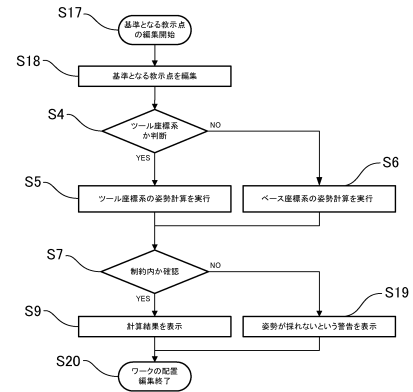 S17
基準となる教示点
の編集開始
S18
基準となる教示点を編集
S4
ツール座標系
か判断
NO
YES
S5
ツール座標系の姿勢計算を実行
S6
ベース座標系の姿勢計算を実行
S7
制約内か確認
NO
YES
S9
計算結果を表示
S19
姿勢が採れないという警告を表示
S20
ワークの配置
編集終了